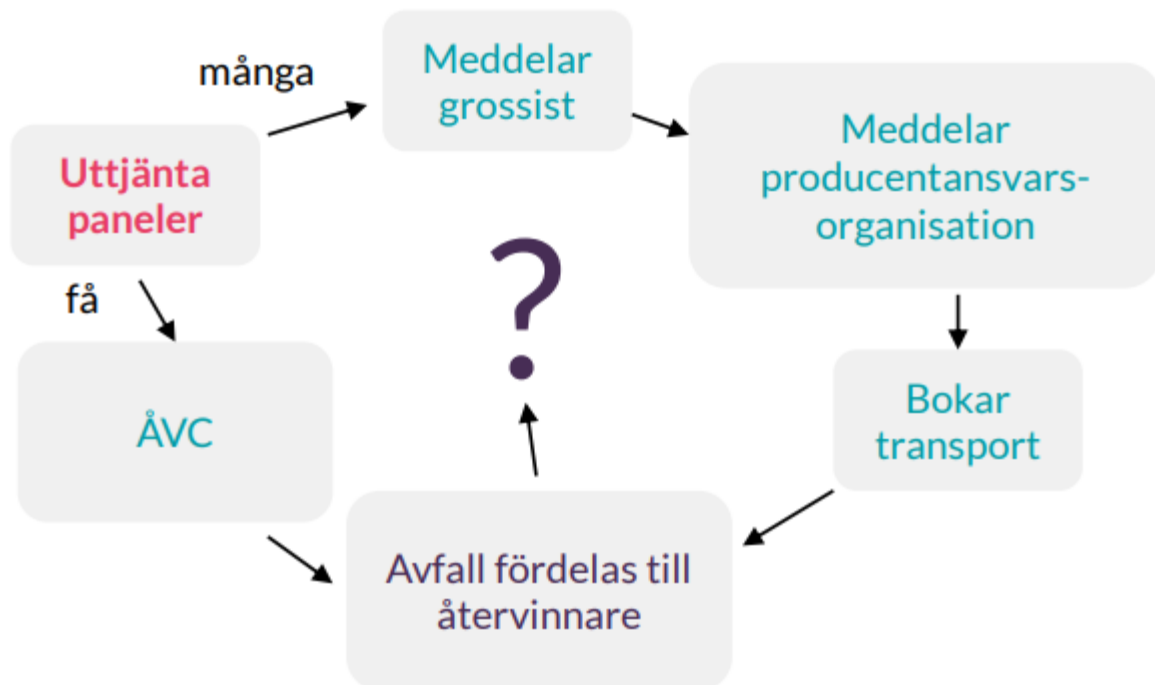 många
Meddelar
grossist
Meddelar
producentansvars-
organisation
Uttjänta
paneler
?
få
ÅVC
Bokar
transport
Avfall fördelas till
återvinnare